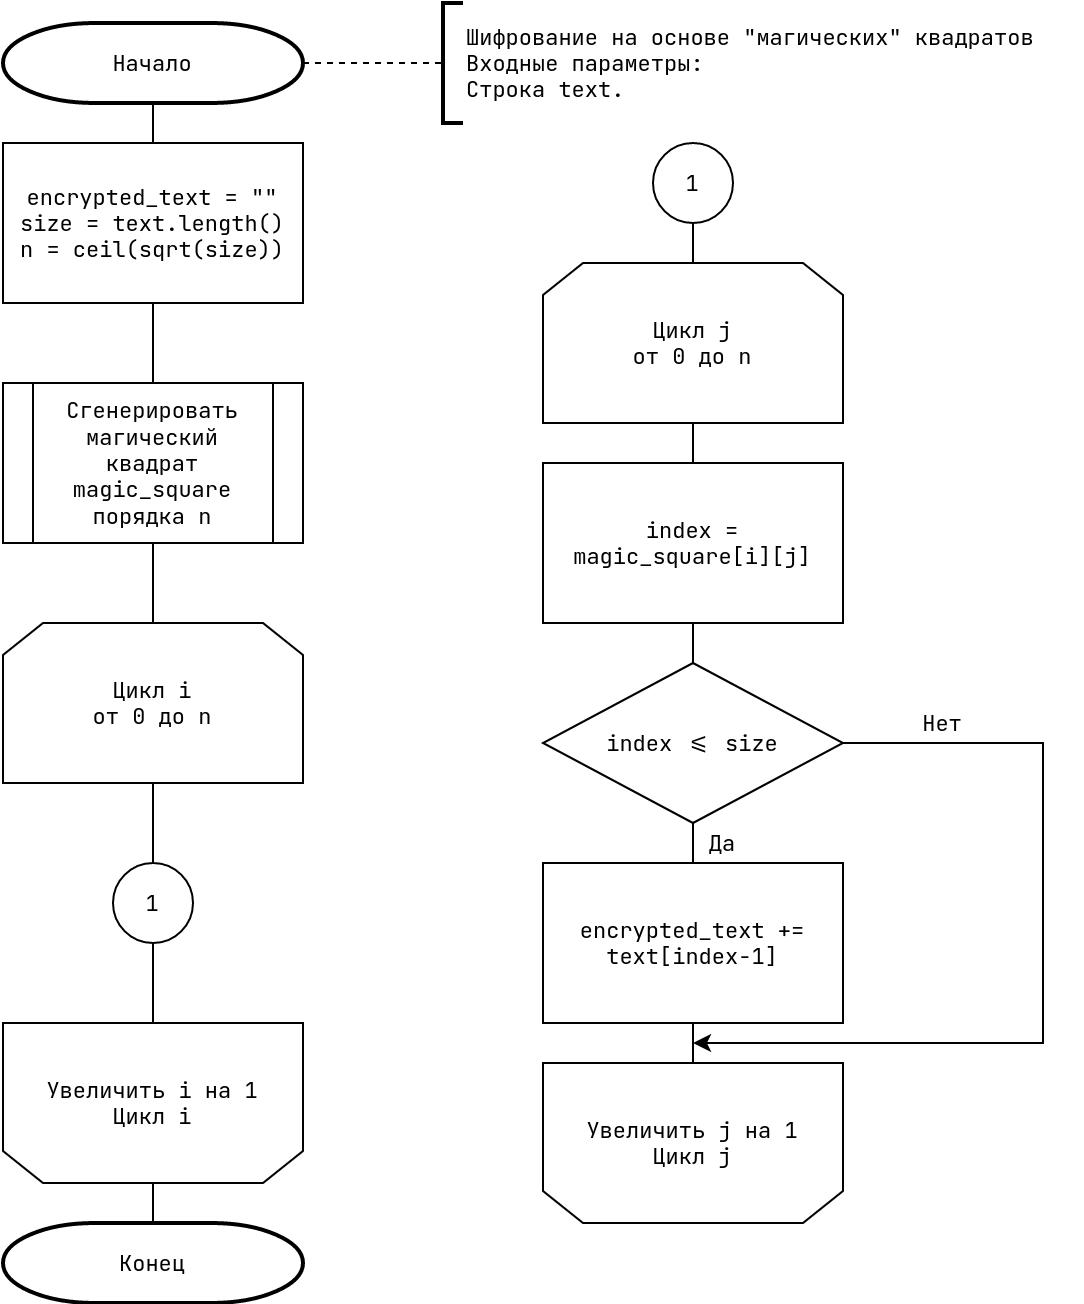 Начало
Шифрование на основе "магических" квадратов
Входные параметры:
Строка text.
encrypted_text = ""
size = text.length()
n = ceil(sqrt(size))
Сгенерировать
магический
квадрат
magic_square
порядка n
Цикл i
от 0 до n
1
Увеличить i на 1
Цикл i
Конец
1
Цикл j
от 0 до n
index =
magic_square[i][j]
index ⩽ size
Нет
Да
encrypted_text +=
text[index-1]
Увеличить j на 1
Цикл j